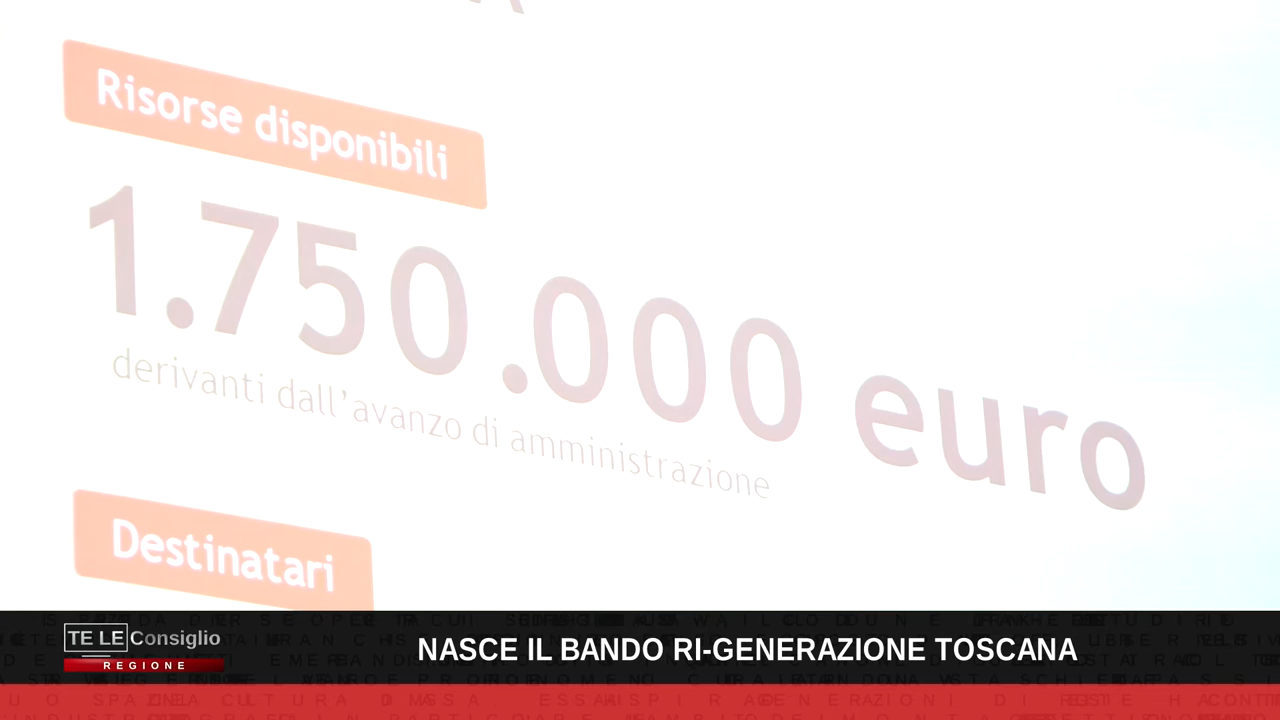 Risorse disponibili
1.750.000 euro
derivanti dall'avanzo di amministrazione
Destinatari
TE LE Consiglio
REGIONE
NASCE IL BANDO RI-GENERAZIONE TOSCANA